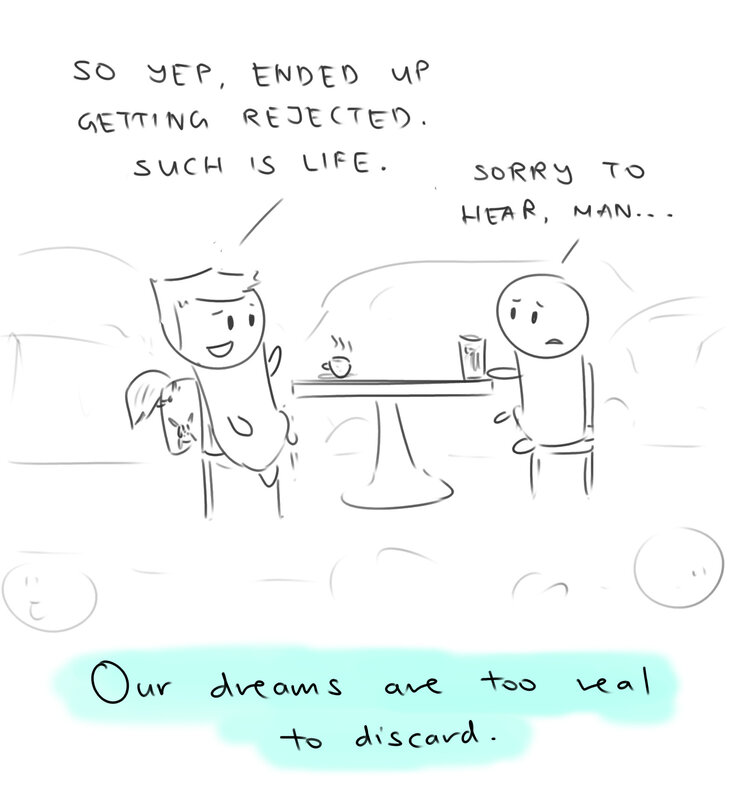 SO YEP, ENDED UP
GETTING REJECTED.
SUCH IS LIFE.
SORRY TO
HEAR, MAN...
Our dreams are too real
to discard.